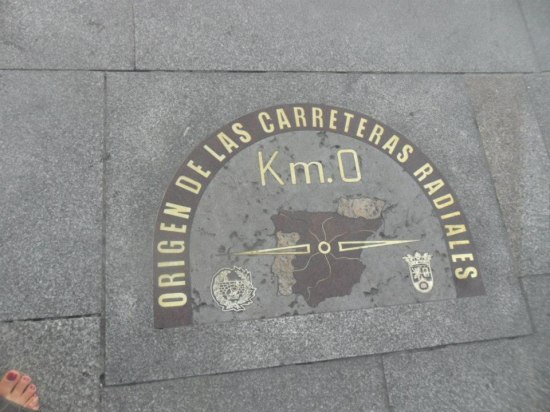 ORIGEN DE LAS CARRETERAS RADIALES
Km.0